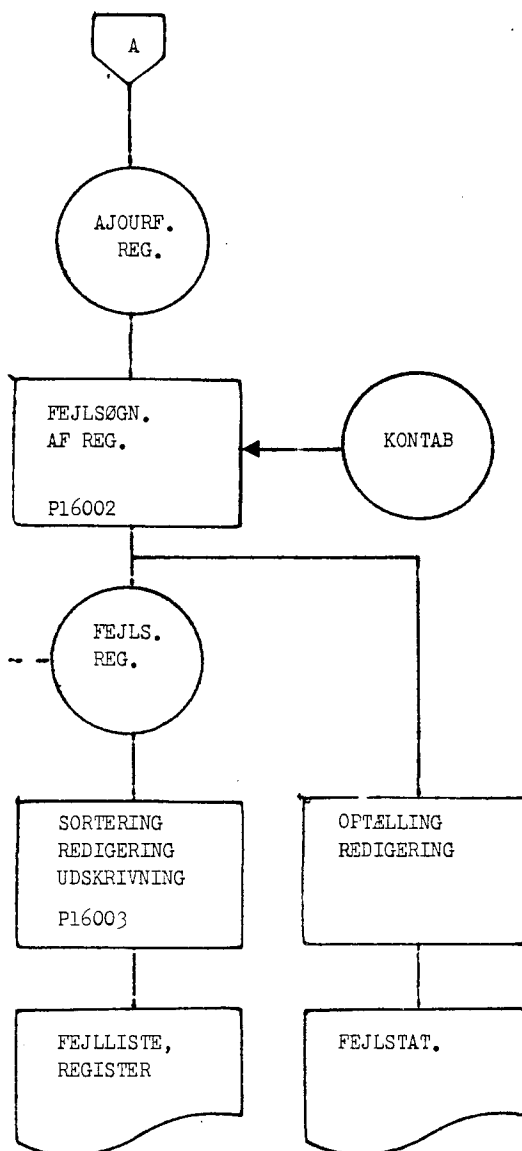 A
AJOURF.
REG.
FEJLSØGN.
AF REG.
P16002
KONTAB
FEJLS.
REG.
SORTERING
REDIGERING
UDSKRIVNING
P16003
OPTÆLLING
REDIGERING
FEJLLISTE,
REGISTER
FEJLSTAT.